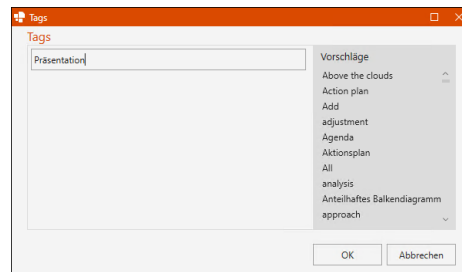 Tags
Tags
Präsentation
Vorschläge
Above the clouds
Action plan
Add
adjustment
Agenda
Aktionsplan
All
analysis
Anteilhaftes Balkendiagramm
approach
OK
Abbrechen